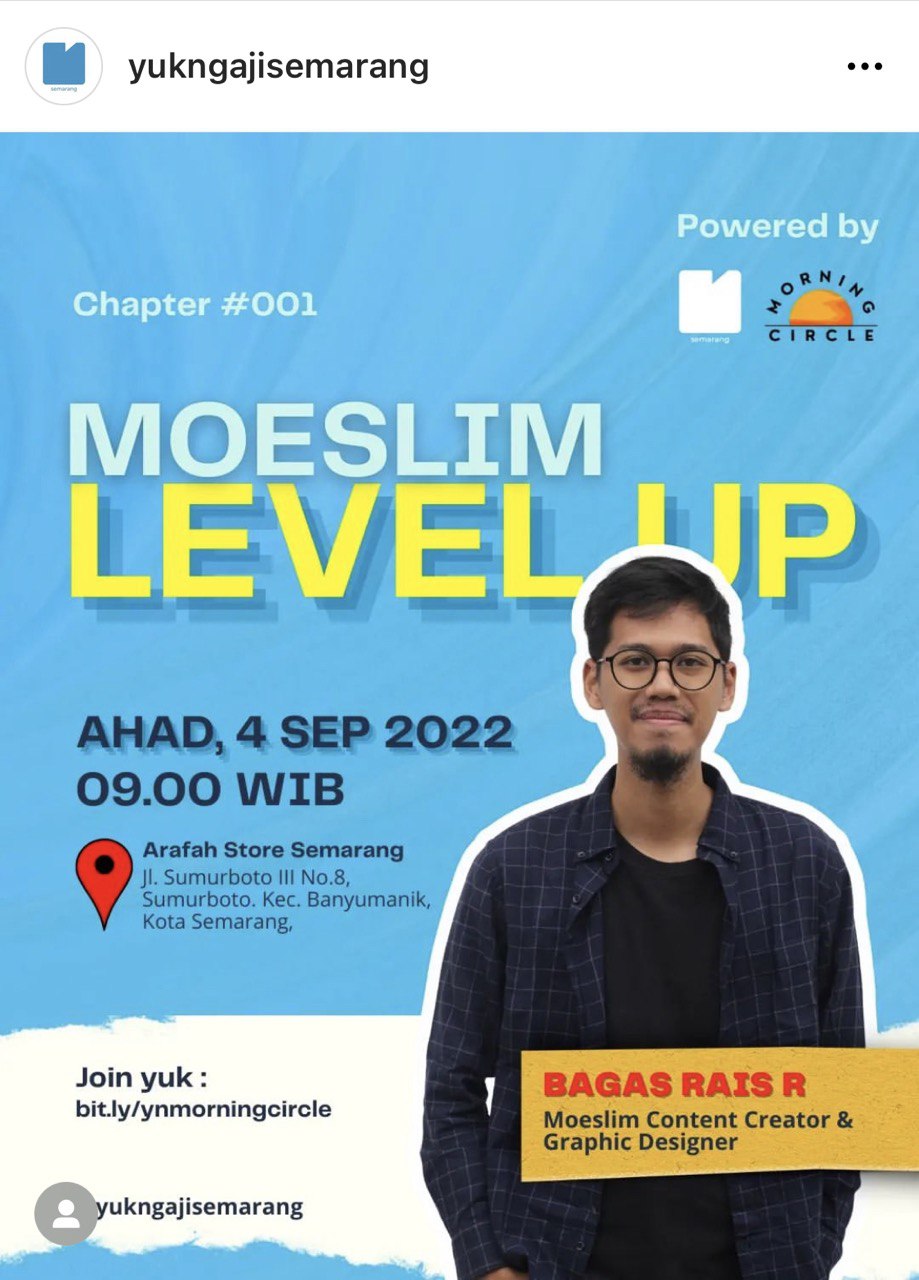 yukngajisemarang
Powered by
semarang
MORNING
CIRCLE
Chapter #001
MOESLIM
LEVEL UP
AHAD, 4 SEP 2022
09.00 WIB
Arafah Store Semarang
Jl. Sumurboto III No.8,
Sumurboto. Kec. Banyumanik,
Kota Semarang,
Join yuk :
bit.ly/ynmorningcircle
BAGAS RAIS R
Moeslim Content Creator &
Graphic Designer
yukngajisemarang